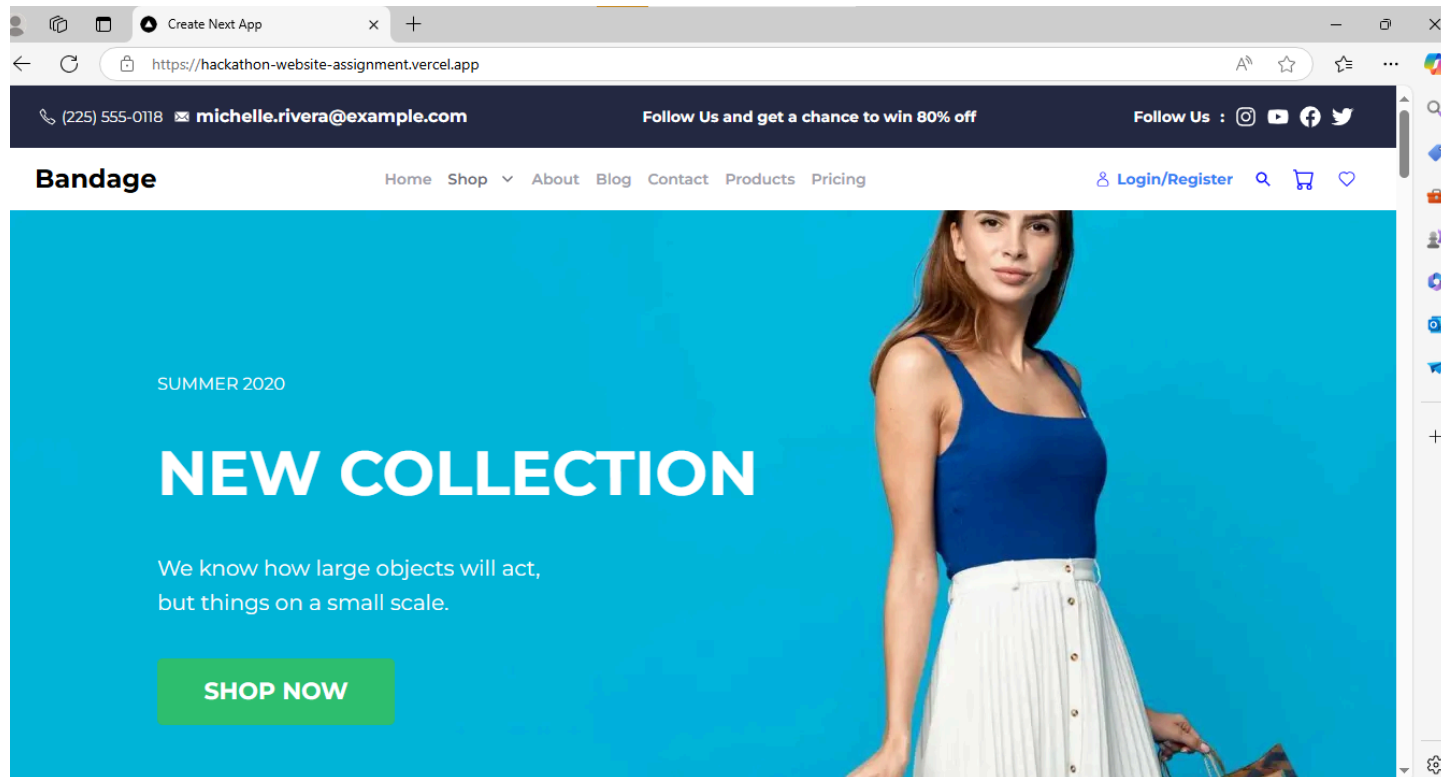 Create Next App
https://hackathon-website-assignment.vercel.app
(225) 555-0118 michelle.rivera@example.com Follow Us and get a chance to win 80% off Follow Us :
Bandage Home Shop About Blog Contact Products Pricing Login/Register
SUMMER 2020
NEW COLLECTION
We know how large objects will act,
but things on a small scale.
SHOP NOW